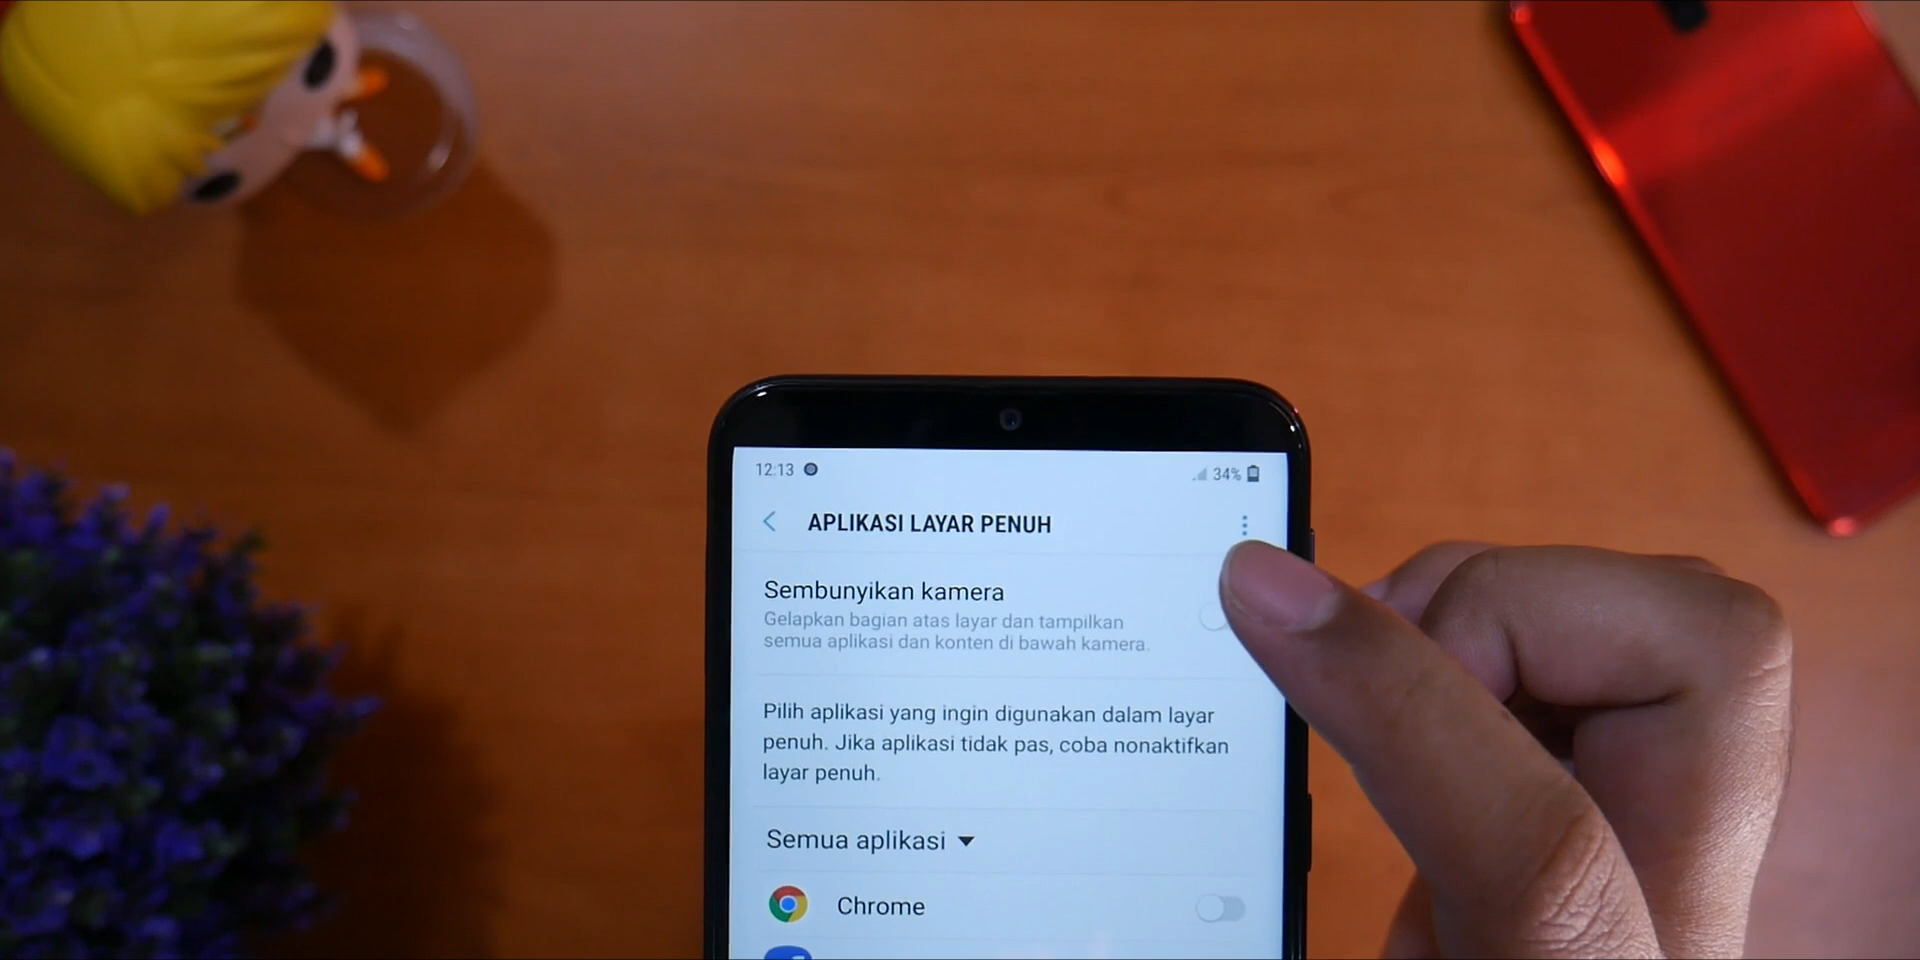 12:13
34%
APLIKASI LAYAR PENUH
Sembunyikan kamera
Gelapkan bagian atas layar dan tampilkan
semua aplikasi dan konten di bawah kamera.
Pilih aplikasi yang ingin digunakan dalam layar
penuh. Jika aplikasi tidak pas, coba nonaktifkan
layar penuh.
Semua aplikasi
Chrome